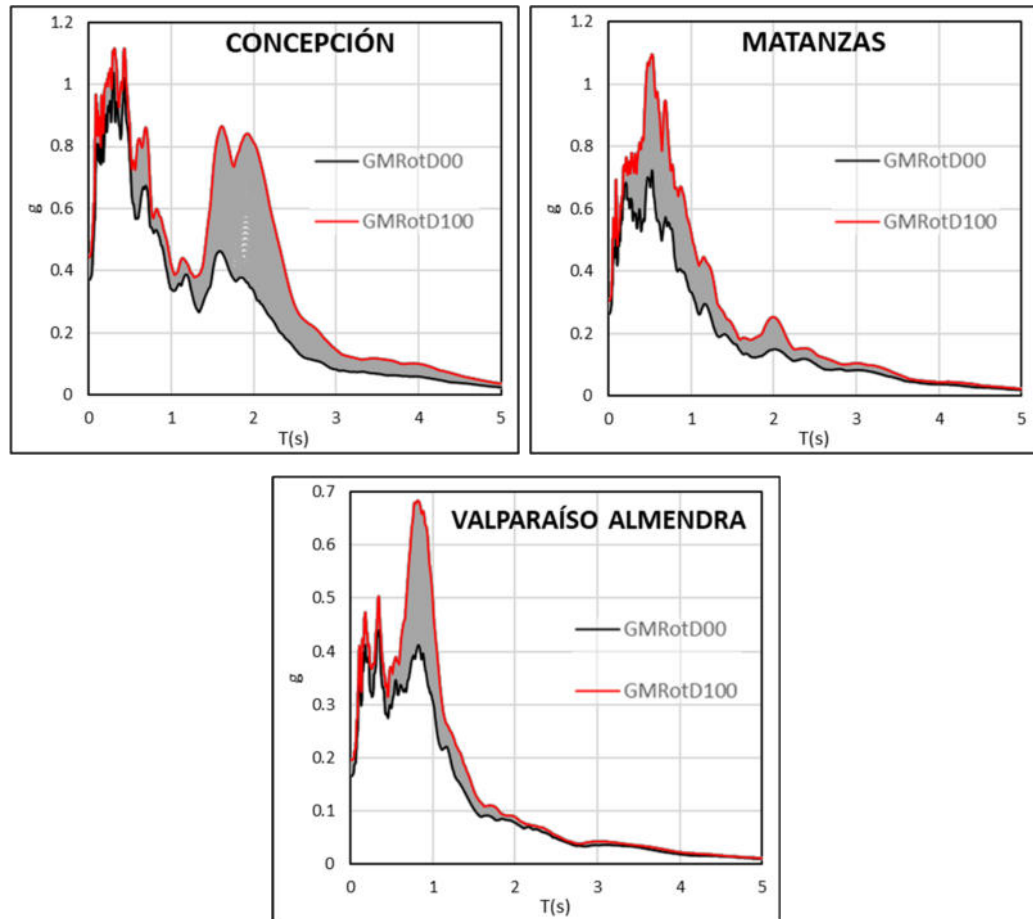 CONCEPCIÓN
1.2
1
0.8
0.6
0.4
0.2
0
g
GMRotD00
GMRotD100
0 1 2 3 4 5
T(s)
MATANZAS
1.2
1
0.8
0.6
0.4
0.2
0
g
GMRotD00
GMRotD100
0 1 2 3 4 5
T(s)
VALPARAÍSO ALMENDRA
0.7
0.6
0.5
0.4
0.3
0.2
0.1
0
g
GMRotD00
GMRotD100
0 1 2 3 4 5
T(s)